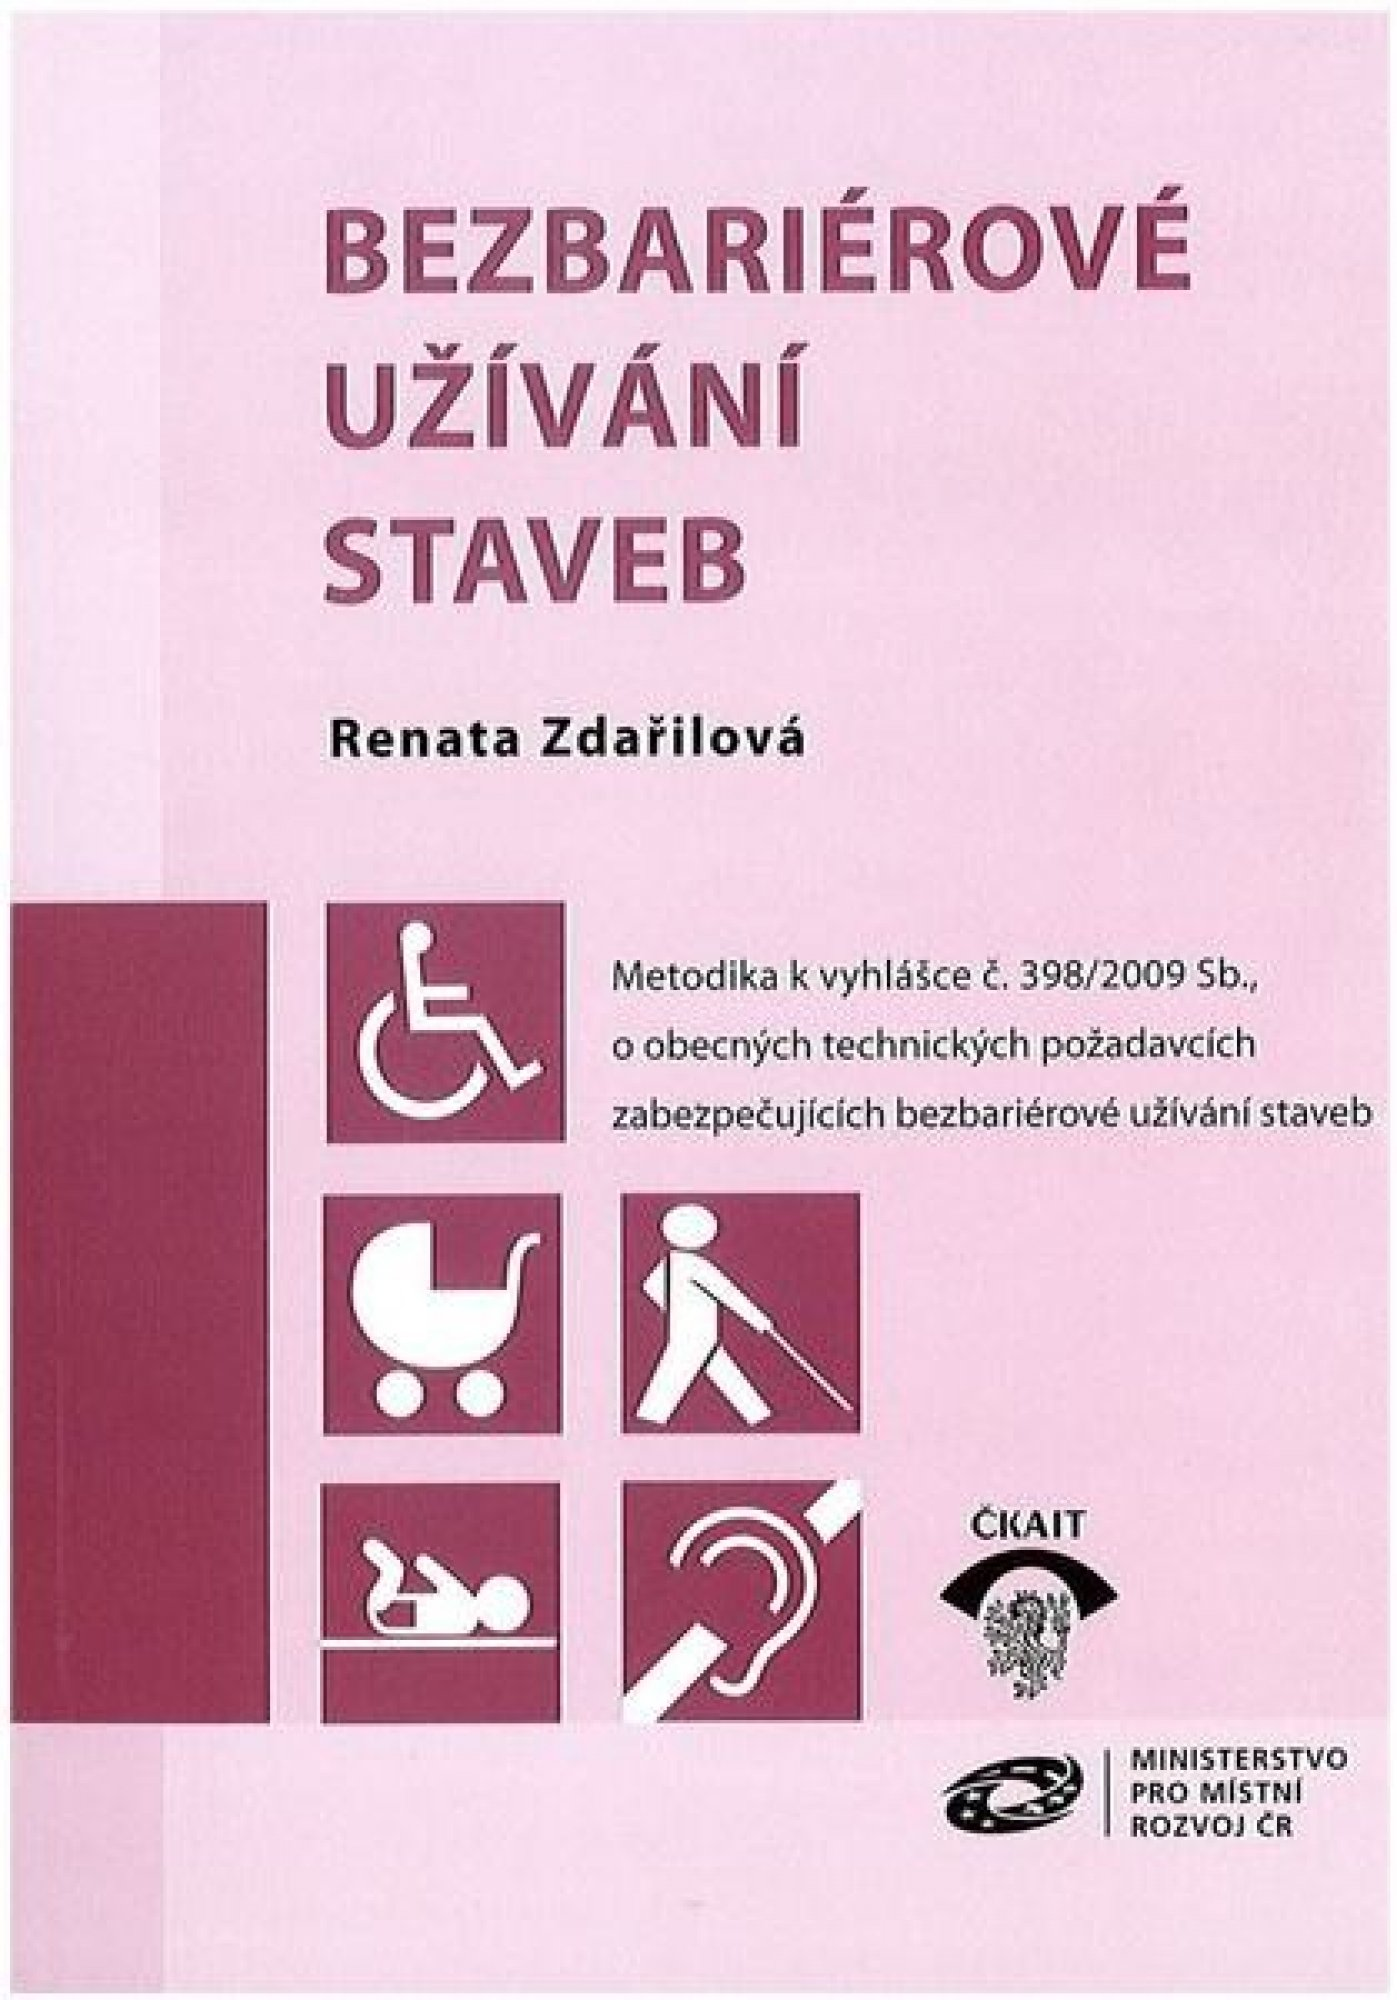 BEZBARIÉROVÉ
UŽÍVÁNÍ
STAVEB
Renata Zdařilová
Metodika k vyhlášce č. 398/2009 Sb.,
o obecných technických požadavcích
zabezpečujících bezbariérové užívání staveb
ČKAIT
MINISTERSTVO
PRO MÍSTNÍ
ROZVOJ ČR